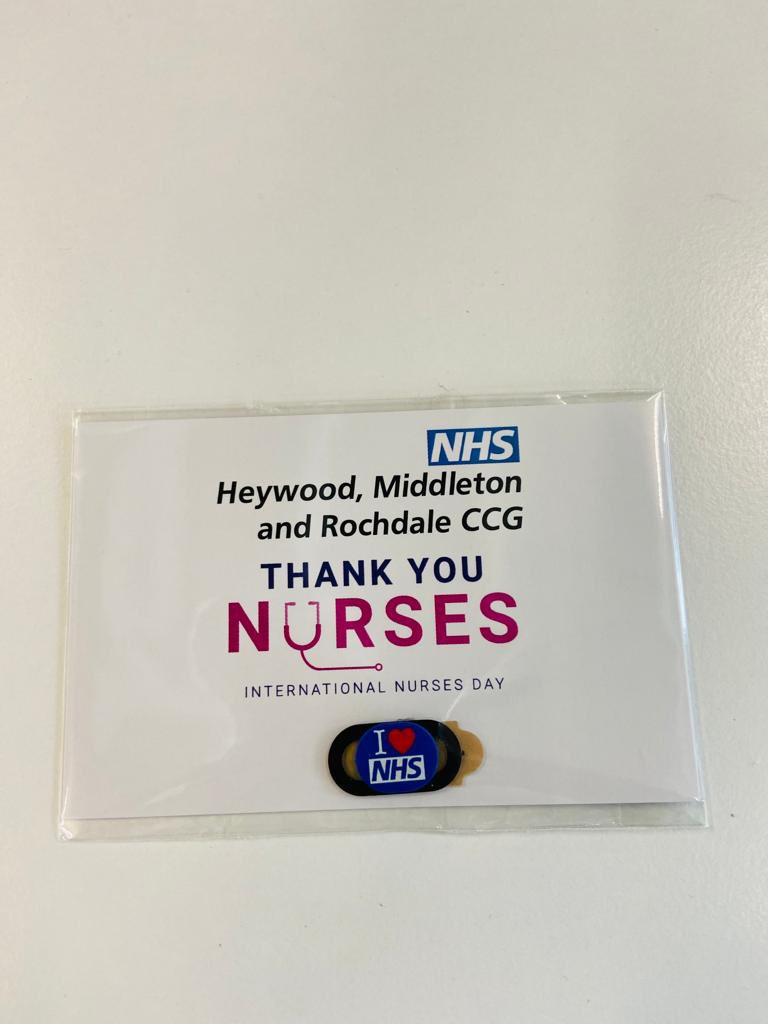 NHS
Heywood, Middleton
and Rochdale CCG
THANK YOU
NURSES
INTERNATIONAL NURSES DAY
I ❤
NHS